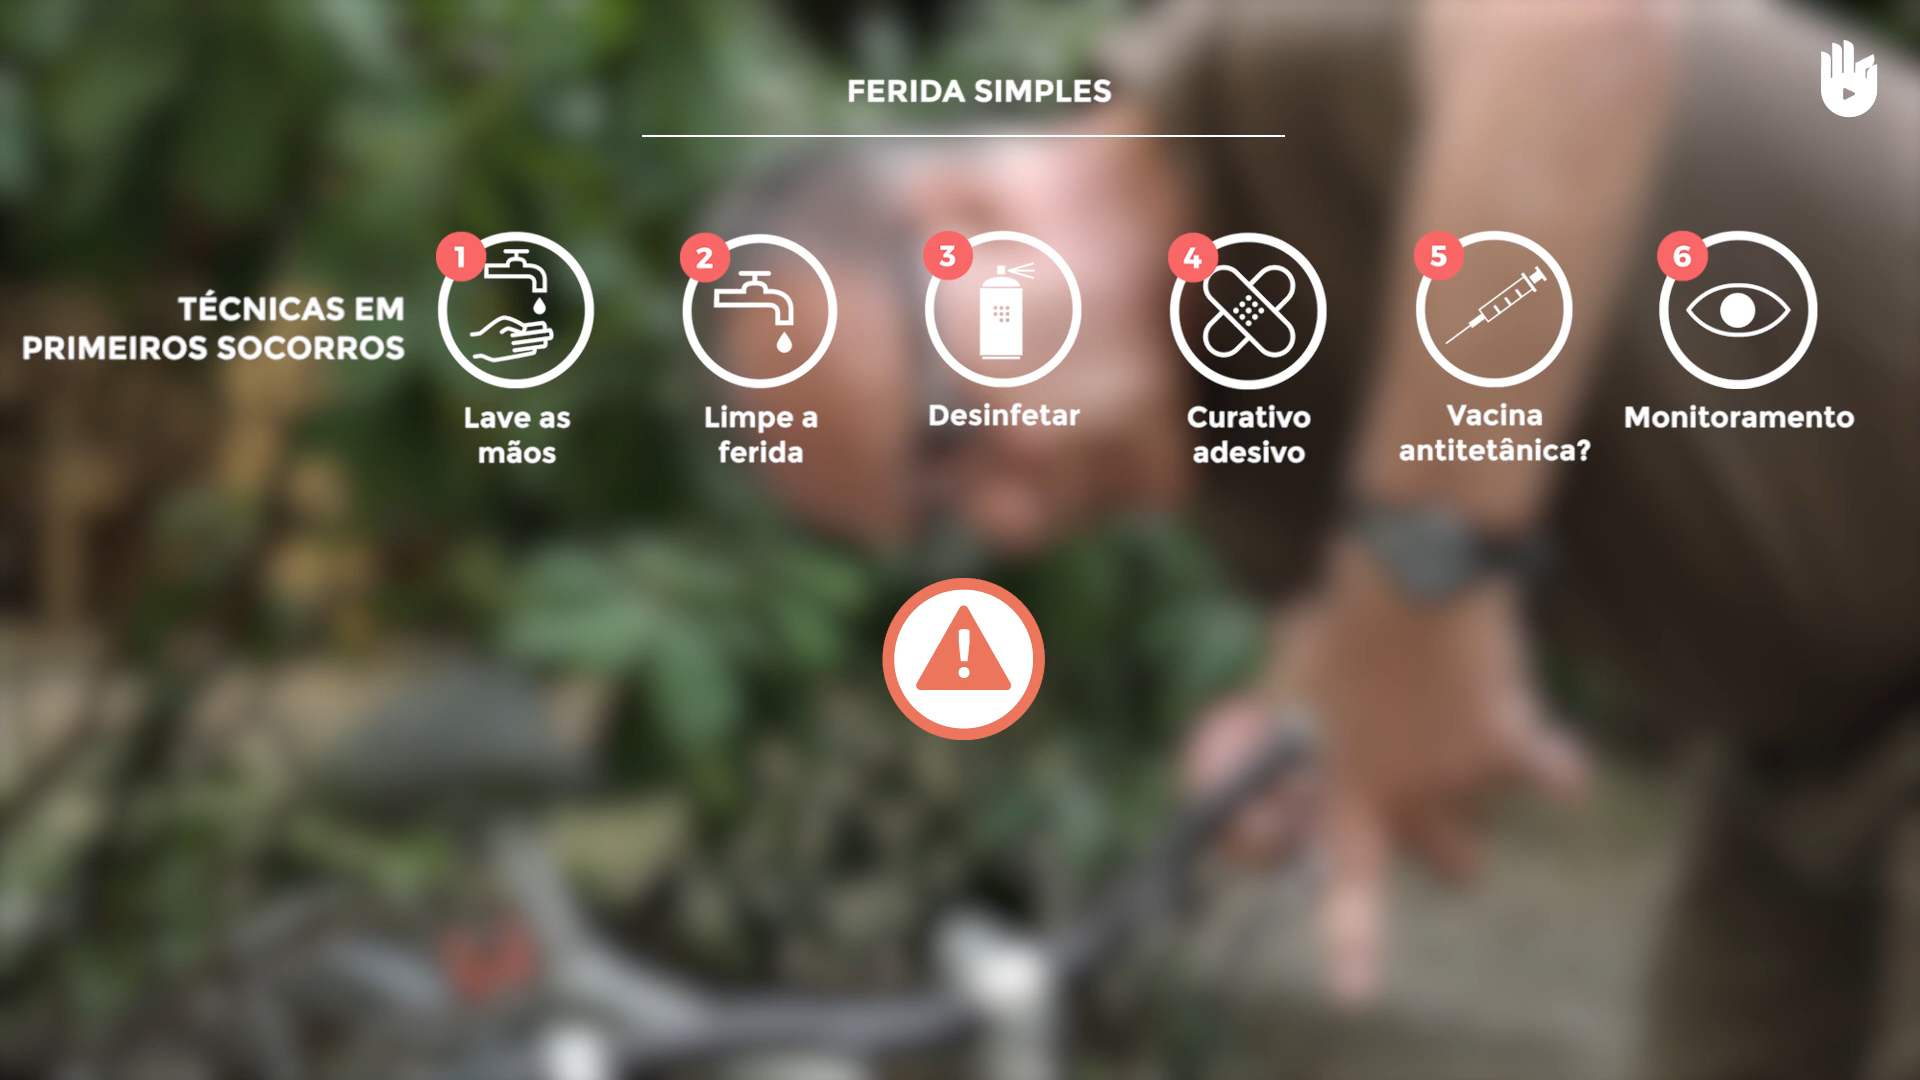 FERIDA SIMPLES
TÉCNICAS EM
PRIMEIROS SOCORROS
1
Lave as
mãos
2
Limpe a
ferida
3
Desinfetar
4
Curativo
adesivo
5
Vacina
antitetânica?
6
Monitoramento
!